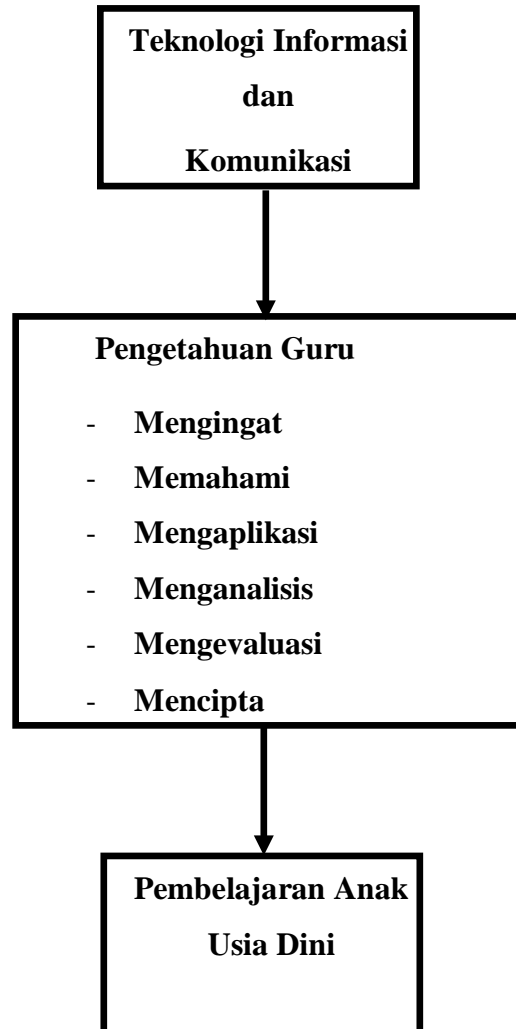 Teknologi Informasi
dan
Komunikasi
Pengetahuan Guru
- Mengingat
- Memahami
- Mengaplikasi
- Menganalisis
- Mengevaluasi
- Mencipta
Pembelajaran Anak
Usia Dini